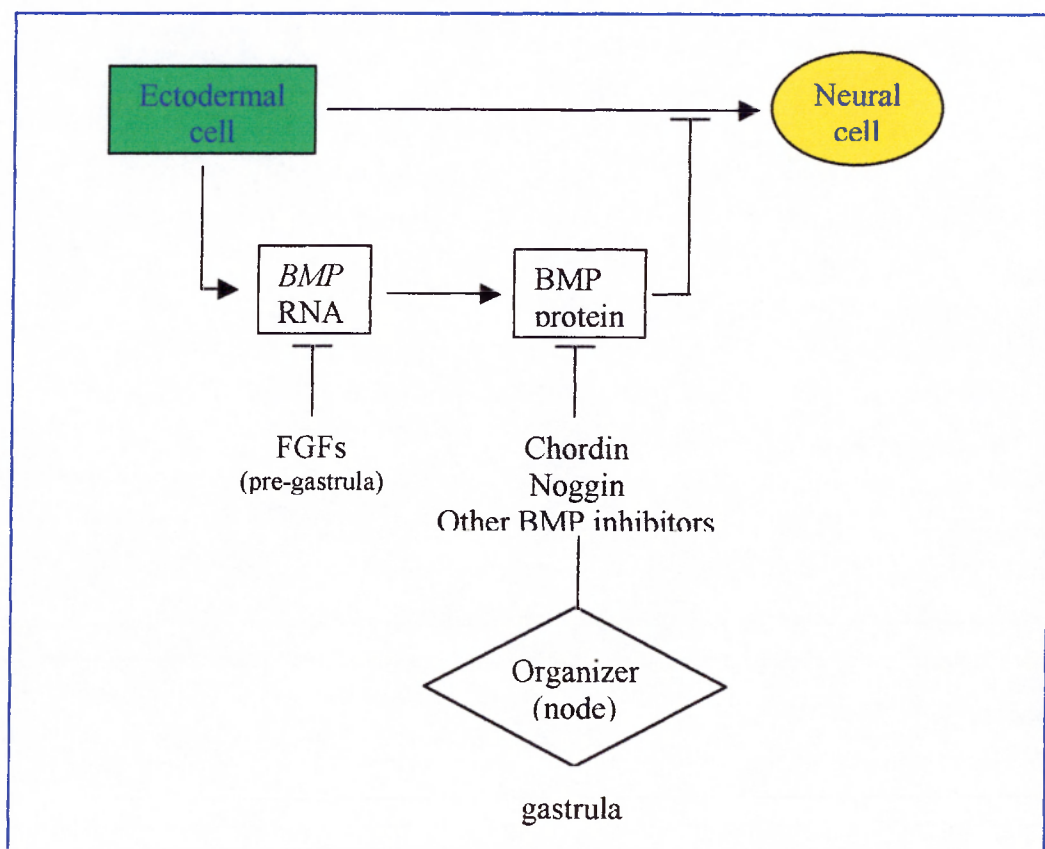 Ectodermal
cell
Neural
cell
BMP
RNA
BMP
protein
FGFs
(pre-gastrula)
Chordin
Noggin
Other BMP inhibitors
Organizer
(node)
gastrula